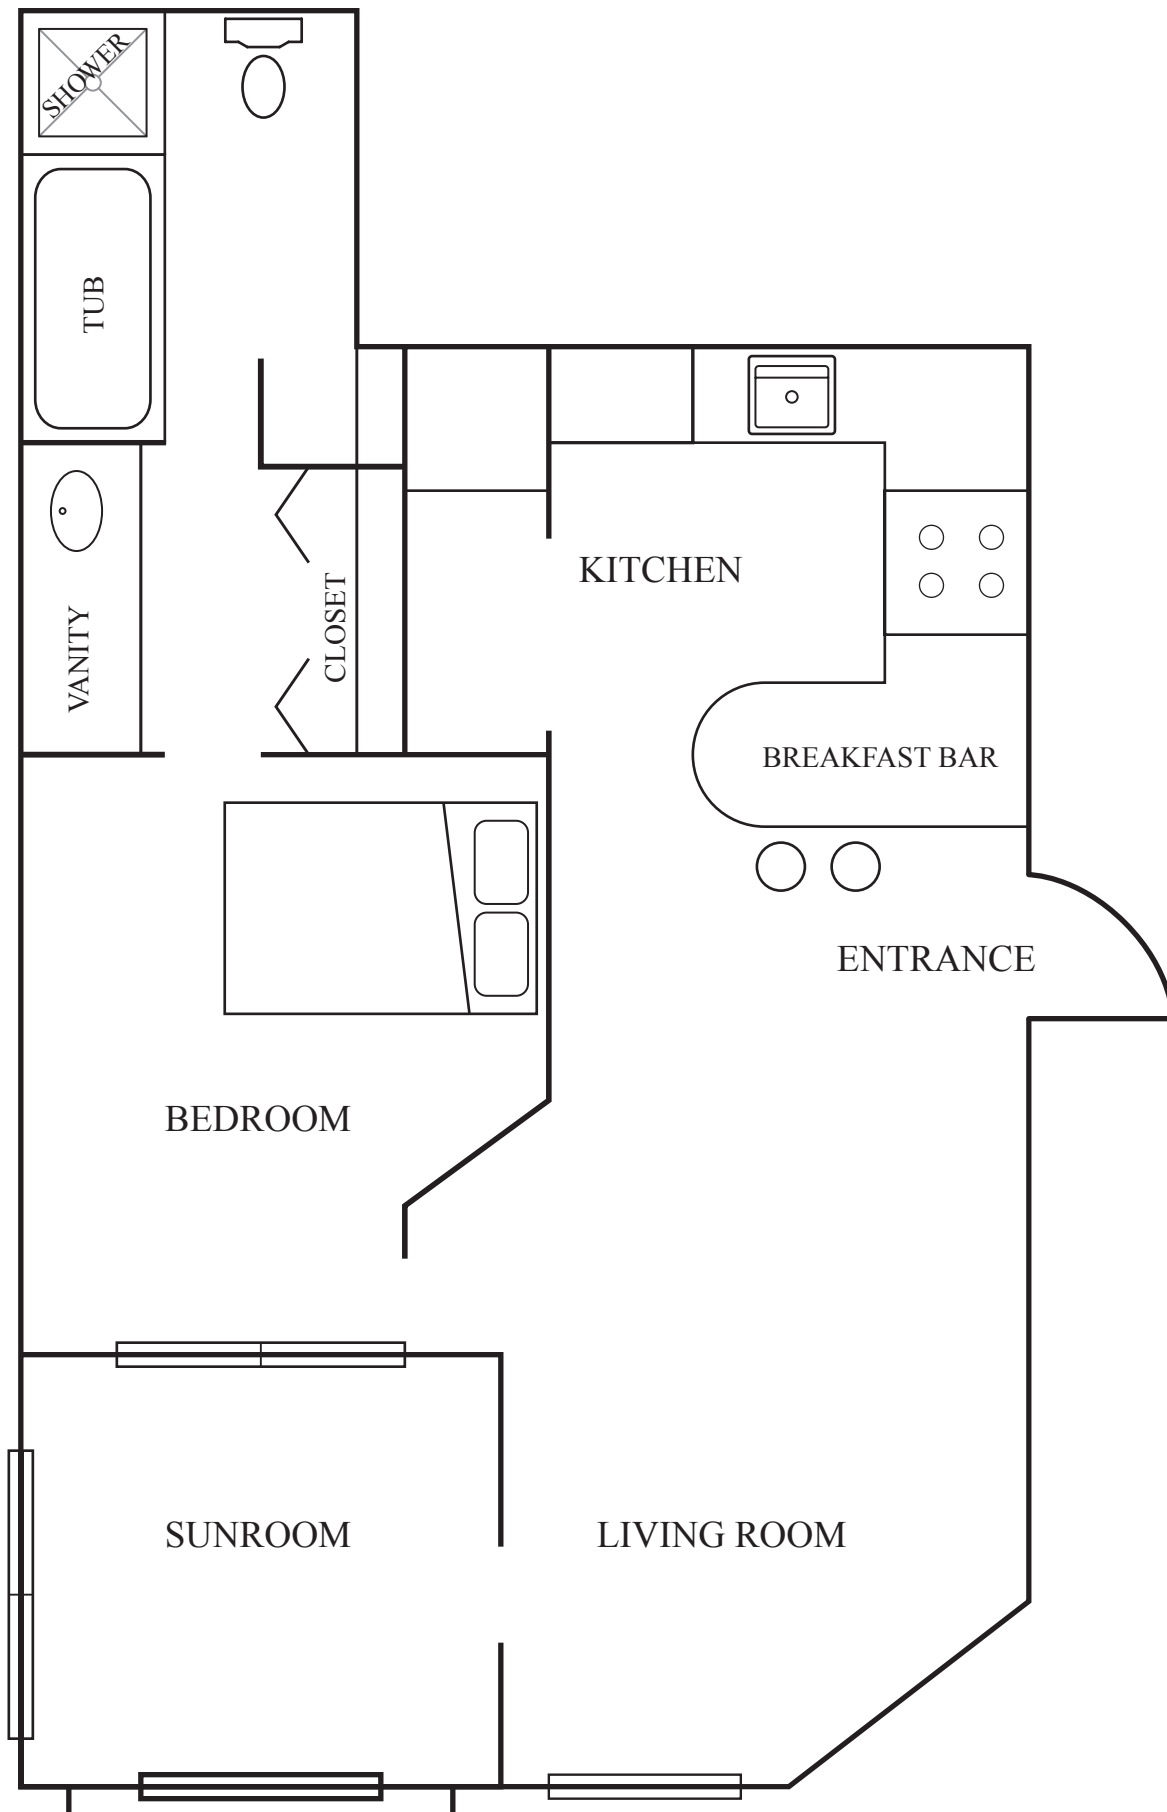 SHOWER
TUB
KITCHEN
CLOSET
VANITY
BREAKFAST BAR
ENTRANCE
BEDROOM
SUNROOM
LIVING ROOM